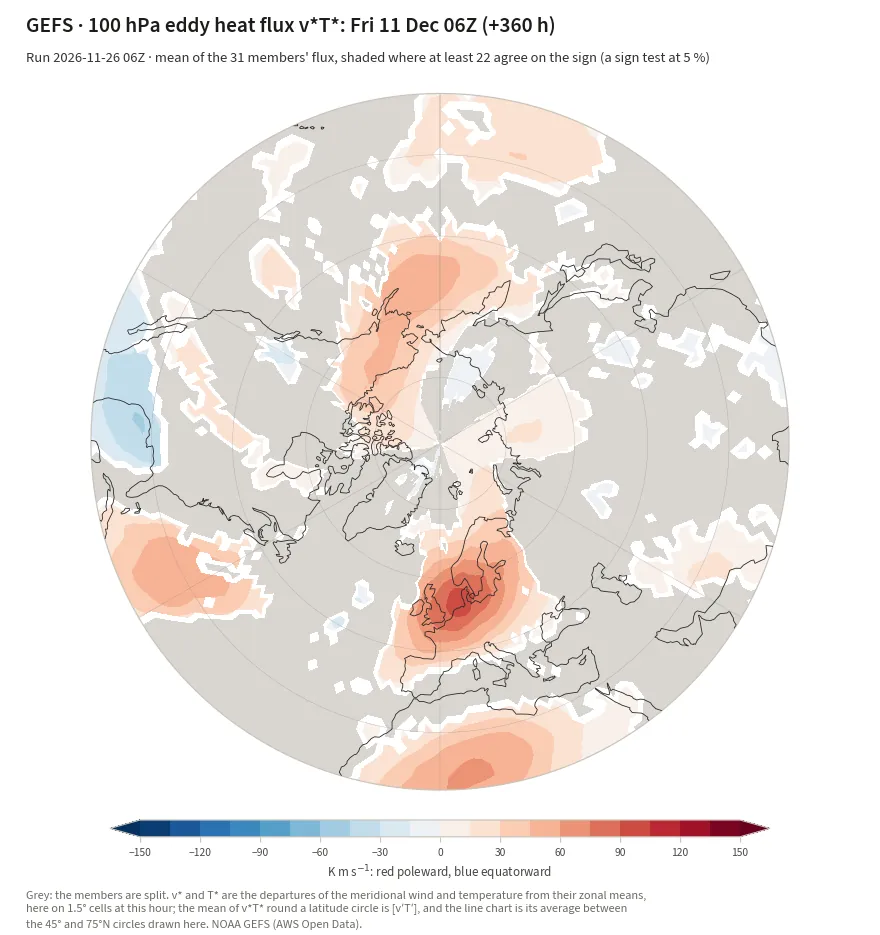 GEFS · 100 hPa eddy heat flux v*T*: Fri 11 Dec 06Z (+360 h)
Run 2026-11-26 06Z · mean of the 31 members' flux, shaded where at least 22 agree on the sign (a sign test at 5 %)
−150 −120 −90 −60 −30 0 30 60 90 120 150
K m s⁻¹: red poleward, blue equatorward
Grey: the members are split. v* and T* are the departures of the meridional wind and temperature from their zonal means,
here on 1.5° cells at this hour; the mean of v*T* round a latitude circle is [v'T'], and the line chart is its average between
the 45° and 75°N circles drawn here. NOAA GEFS (AWS Open Data).